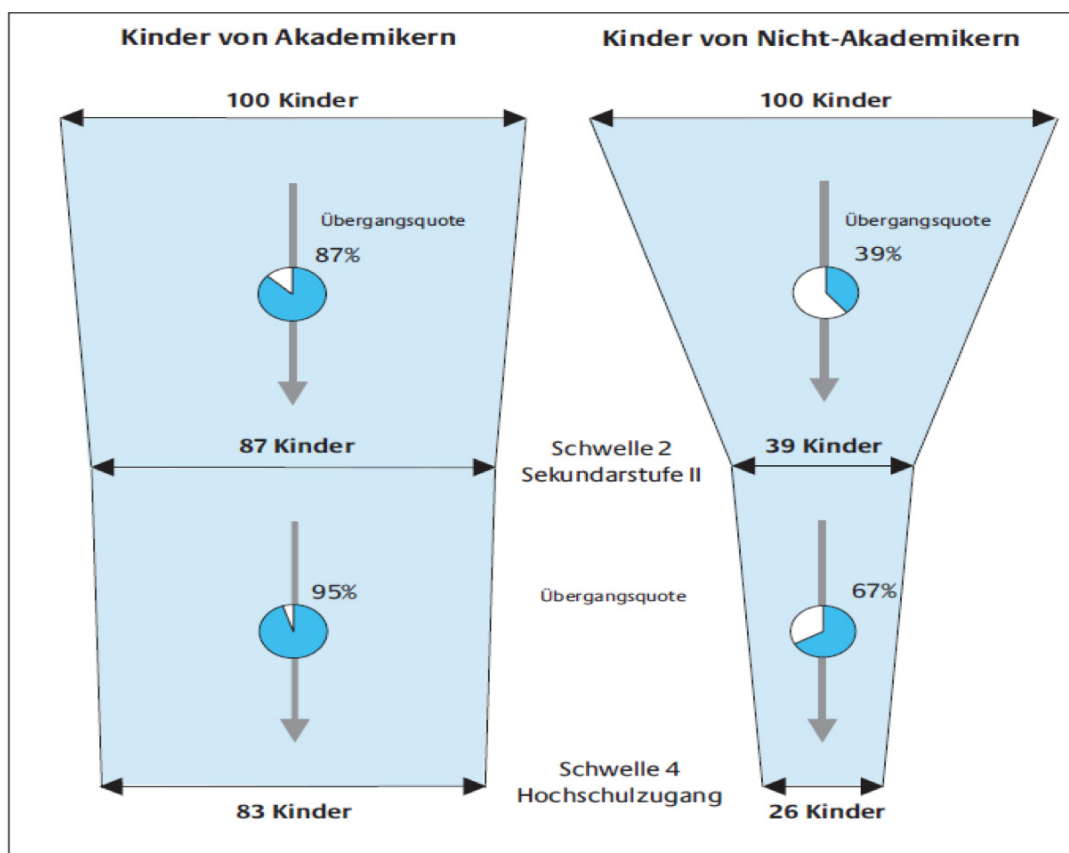 Kinder von Akademikern
Kinder von Nicht-Akademikern
100 Kinder
100 Kinder
Übergangsquote
87%
Übergangsquote
39%
87 Kinder
Schwelle 2
Sekundarstufe II
39 Kinder
95%
Übergangsquote
67%
83 Kinder
Schwelle 4
Hochschulzugang
26 Kinder